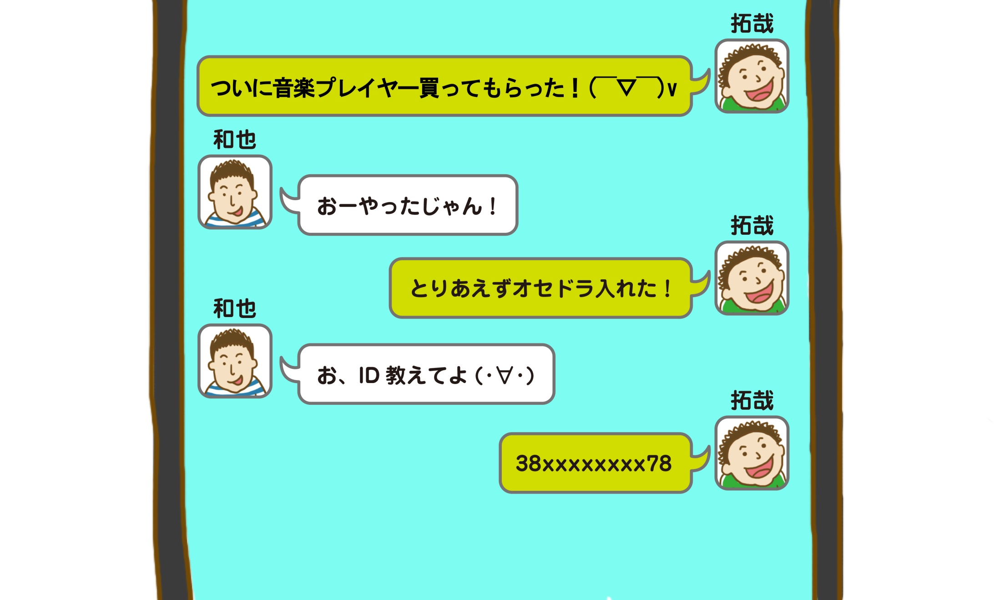 拓哉
ついに音楽プレイヤー買ってもらった！(￣▽￣)v
和也
おーやったじゃん！
拓哉
とりあえずオセドラ入れた！
和也
お、ID 教えてよ (･∀･)
拓哉
38xxxxxxxx78